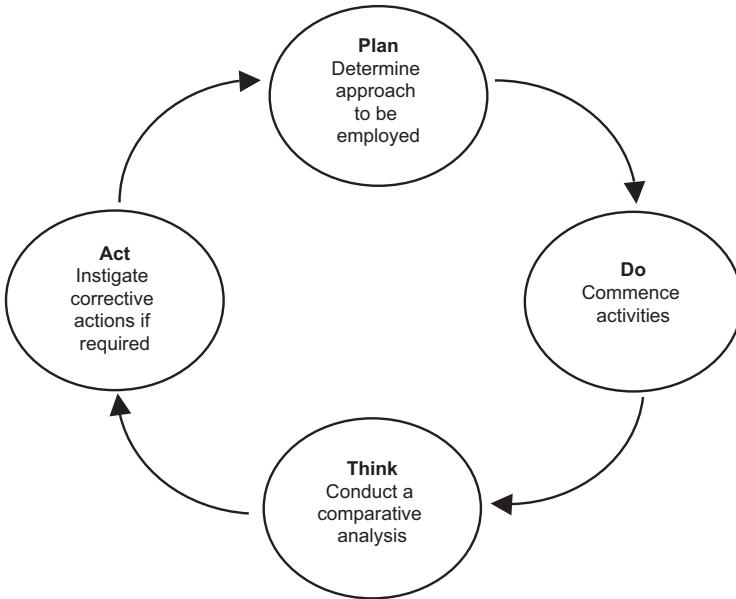 Plan
Determine
approach
to be
employed
Do
Commence
activities
Think
Conduct a
comparative
analysis
Act
Instigate
corrective
actions if
required